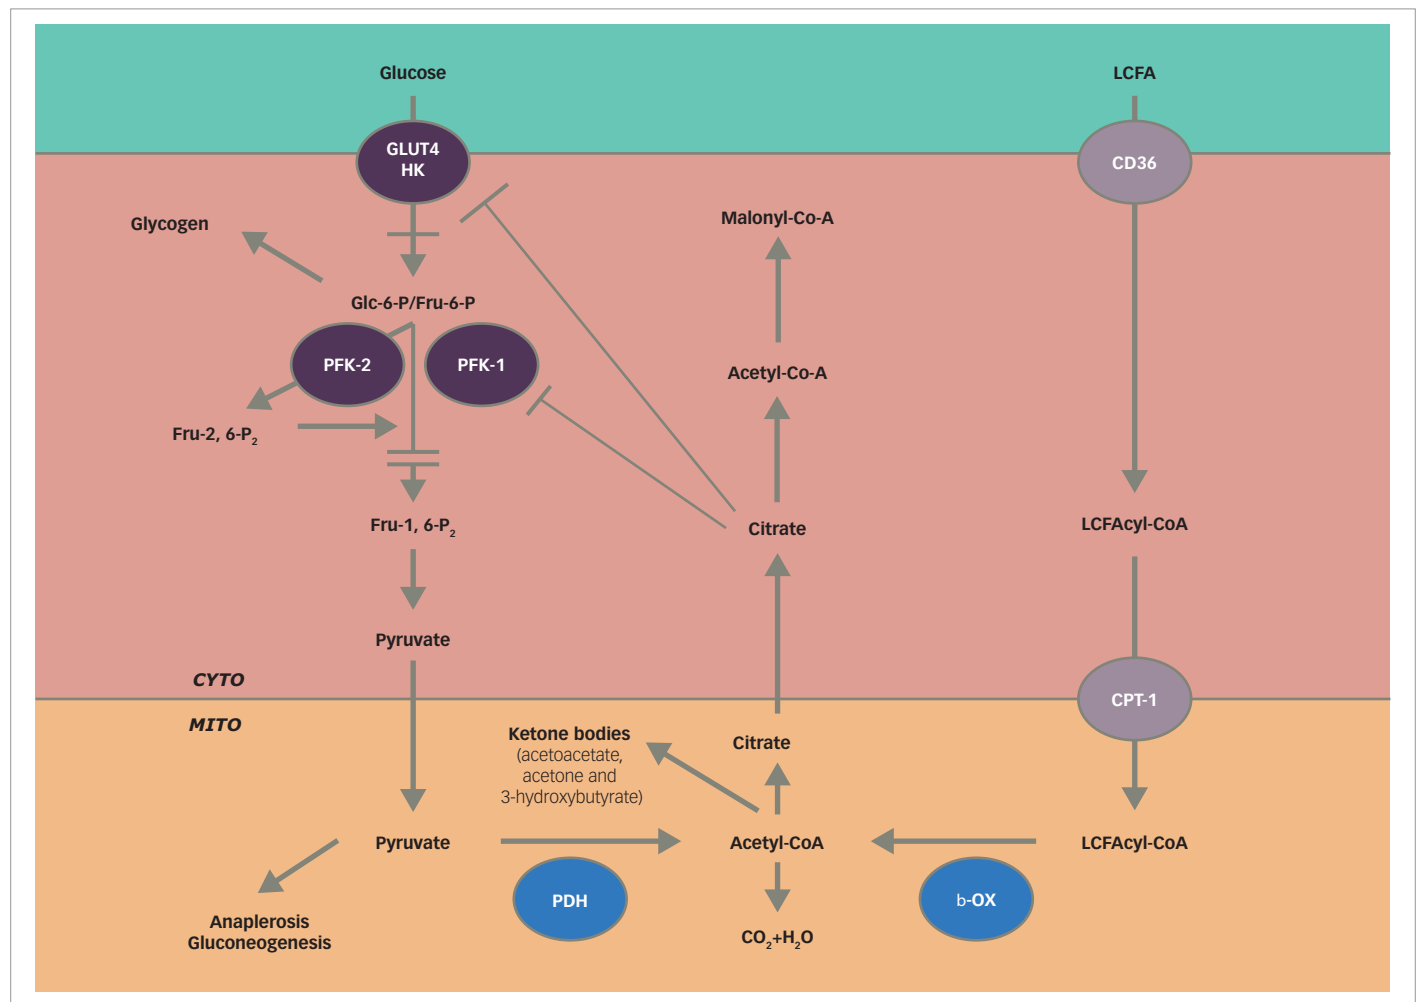 Glucose
LCFA
GLUT4
HK
CD36
Glycogen
Malonyl-Co-A
Glc-6-P/Fru-6-P
PFK-2
PFK-1
Acetyl-Co-A
Fru-2, 6-P₂
Fru-1, 6-P₂
Citrate
LCFAcyl-CoA
Pyruvate
CYTO
CPT-1
MITO
Ketone bodies
(acetoacetate,
acetone and
3-hydroxybutyrate)
Citrate
Pyruvate
Acetyl-CoA
LCFAcyl-CoA
PDH
b-OX
Anaplerosis
Gluconeogenesis
CO₂+H₂O